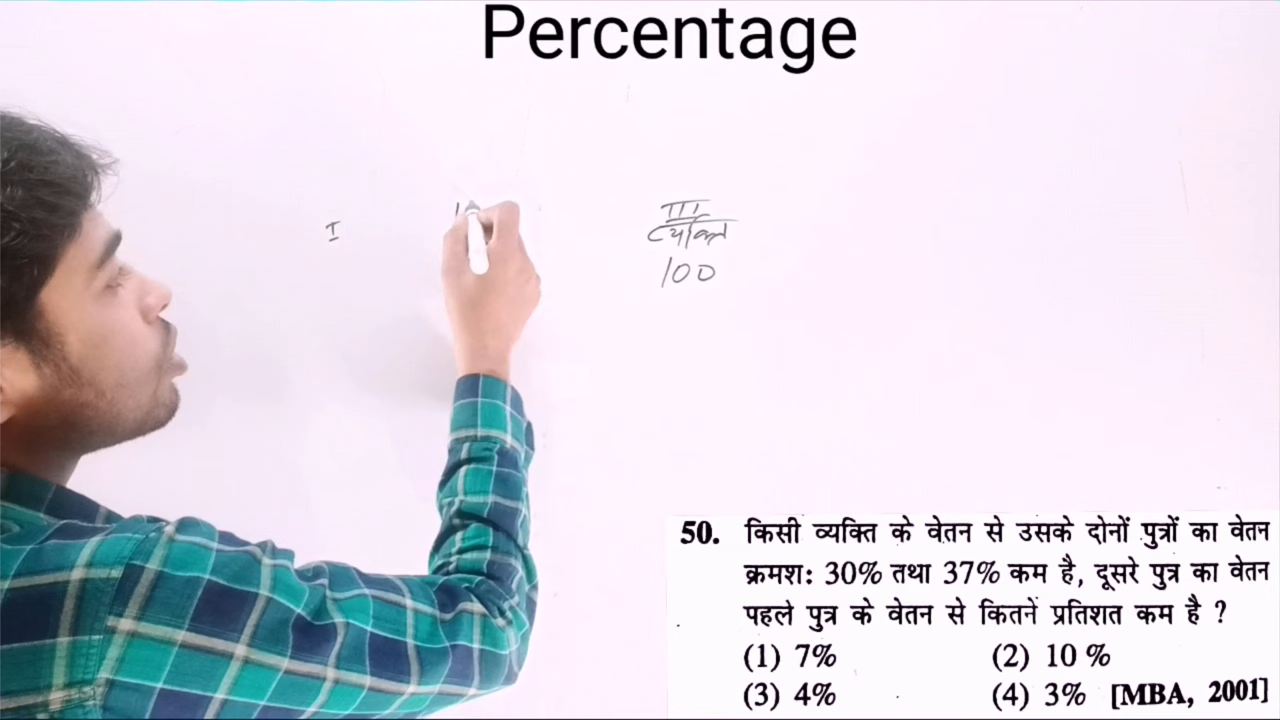 Percentage
I
III
व्यक्ति
100
50. किसी व्यक्ति के वेतन से उसके दोनों पुत्रों का वेतन
क्रमश: 30% तथा 37% कम है, दूसरे पुत्र का वेतन
पहले पुत्र के वेतन से कितनें प्रतिशत कम है ?
(1) 7% (2) 10 %
(3) 4% (4) 3% [MBA, 2001]